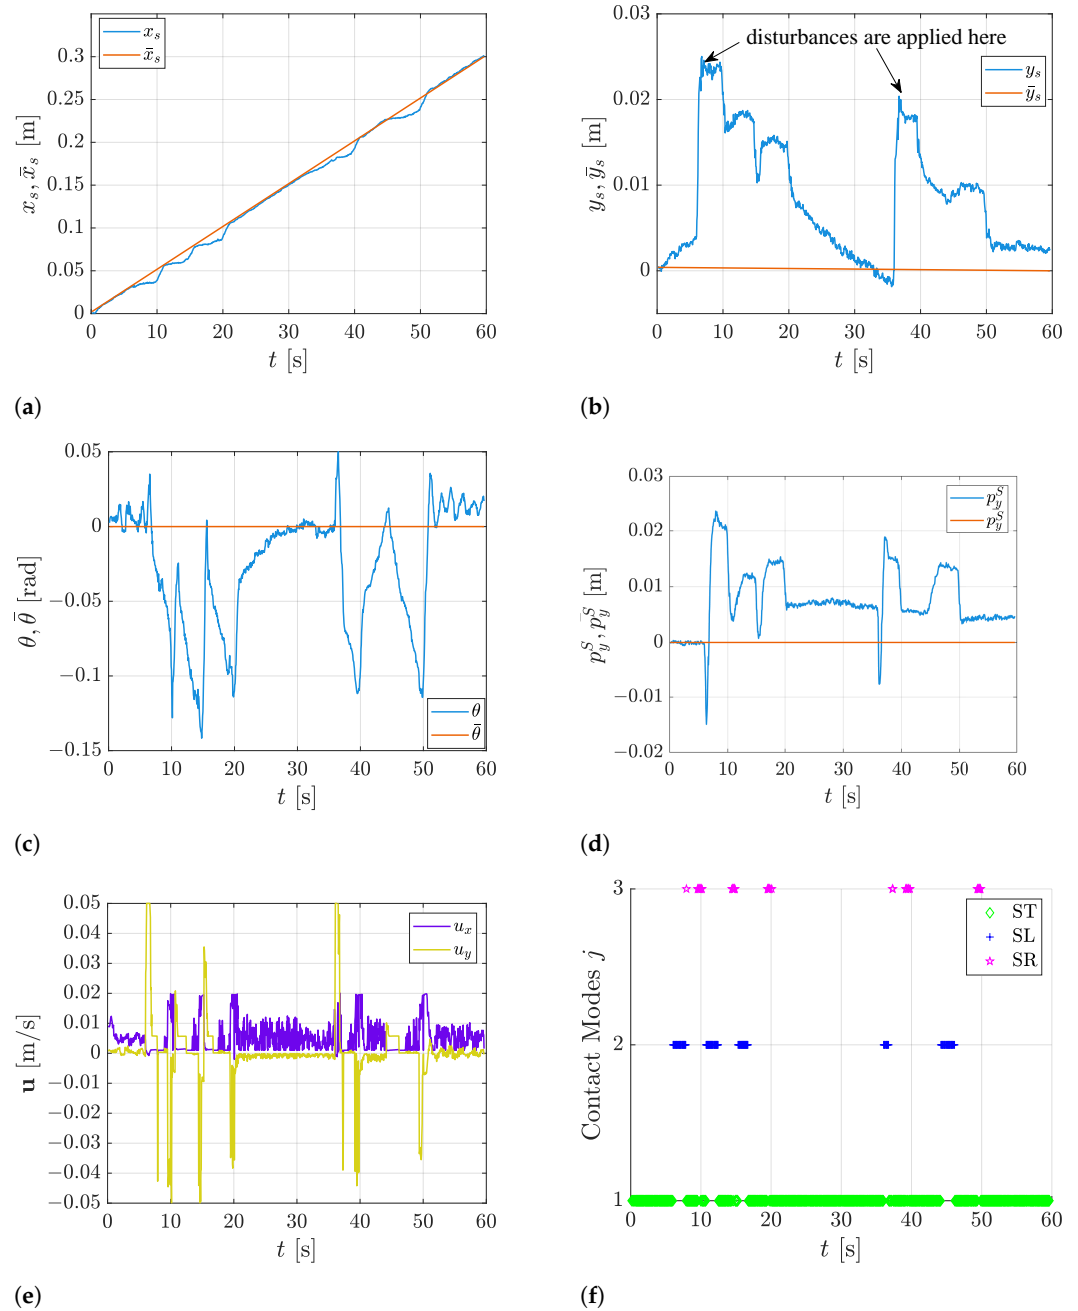 x_s
x̄_s
0.3
0.25
0.2
0.15
0.1
0.05
0
x_s, x̄_s [m]
0 10 20 30 40 50 60
t [s]
(a)
disturbances are applied here
y_s
ȳ_s
0.03
0.02
0.01
0
y_s, ȳ_s [m]
0 10 20 30 40 50 60
t [s]
(b)
0.05
0
−0.05
−0.1
−0.15
θ, θ̄ [rad]
θ
θ̄
0 10 20 30 40 50 60
t [s]
(c)
0.03
0.02
0.01
0
−0.01
−0.02
p_y^S, p̄_y^S [m]
p_y^S
p̄_y^S
0 10 20 30 40 50 60
t [s]
(d)
0.05
0.04
0.03
0.02
0.01
0
−0.01
−0.02
−0.03
−0.04
−0.05
u [m/s]
u_x
u_y
0 10 20 30 40 50 60
t [s]
(e)
3
2
1
Contact Modes j
ST
SL
SR
0 10 20 30 40 50 60
t [s]
(f)